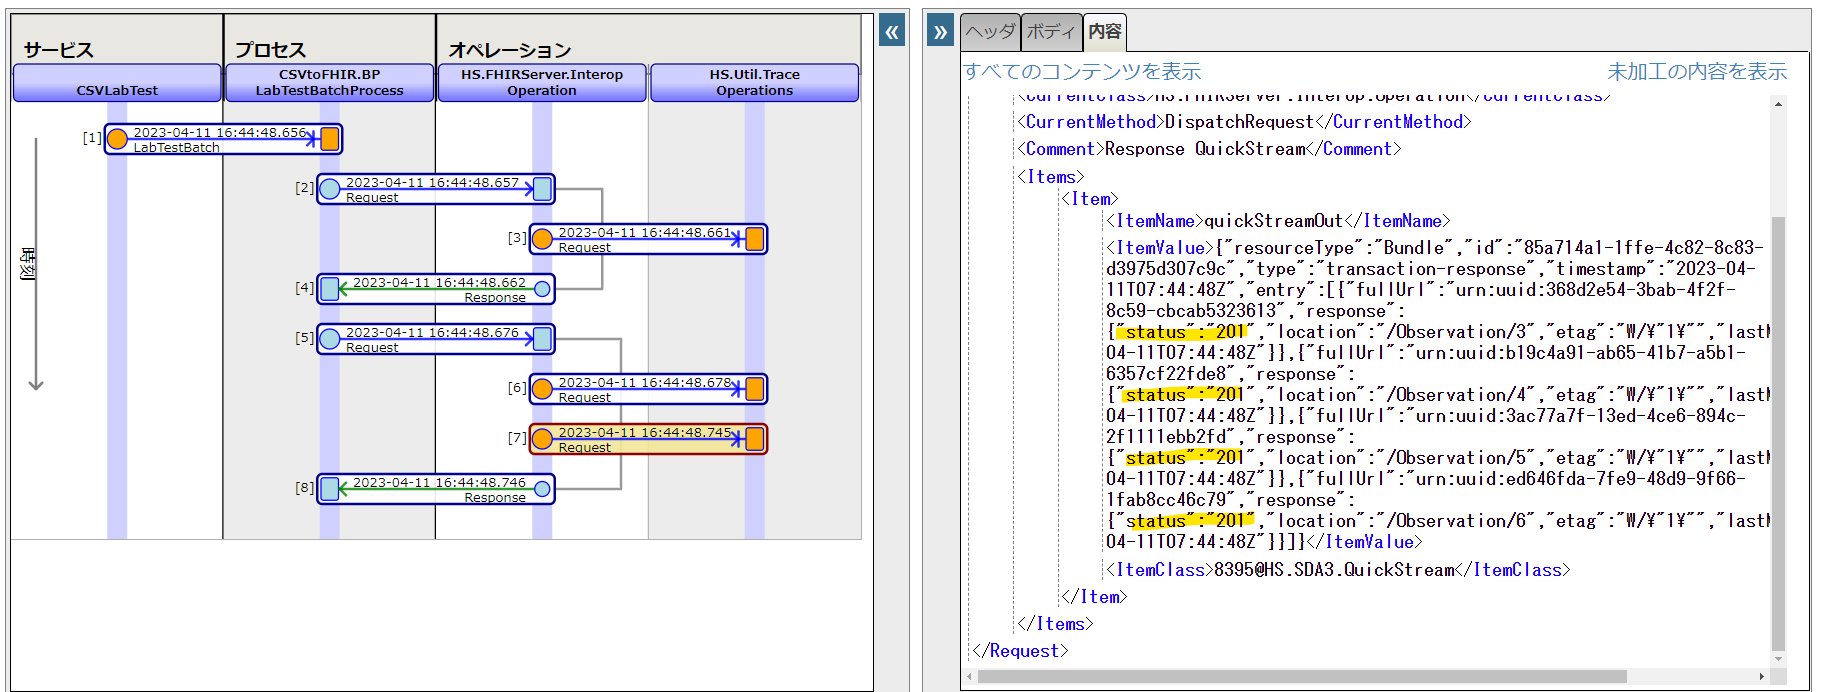 サービス
プロセス
オペレーション
CSVLabTest
CSVtoFHIR.BP
LabTestBatchProcess
HS.FHIRServer.Interop
Operation
HS.Util.Trace
Operations
時刻
[1]
2023-04-11 16:44:48.656
LabTestBatch
[2]
2023-04-11 16:44:48.657
Request
[3]
2023-04-11 16:44:48.661
Request
[4]
2023-04-11 16:44:48.662
Response
[5]
2023-04-11 16:44:48.676
Request
[6]
2023-04-11 16:44:48.678
Request
[7]
2023-04-11 16:44:48.745
Request
[8]
2023-04-11 16:44:48.746
Response
«
»
ヘッダ
ボディ
内容
すべてのコンテンツを表示
未加工の内容を表示
<CurrentClass>HS.FHIRServer.Interop.Operation</CurrentClass>
<CurrentMethod>DispatchRequest</CurrentMethod>
<Comment>Response QuickStream</Comment>
<Items>
<Item>
<ItemName>quickStreamOut</ItemName>
<ItemValue>{"resourceType":"Bundle","id":"85a714a1-1ffe-4c82-8c83-
d3975d307c9c","type":"transaction-response","timestamp":"2023-04-
11T07:44:48Z","entry":[{"fullUrl":"urn:uuid:368d2e54-3bab-4f2f-
8c59-cbcab5323613","response":
{"status":"201","location":"/Observation/3","etag":"W/¥"1¥"","last
04-11T07:44:48Z"}},{"fullUrl":"urn:uuid:b19c4a91-ab65-41b7-a5b1-
6357cf22fde8","response":
{"status":"201","location":"/Observation/4","etag":"W/¥"1¥"","last
04-11T07:44:48Z"}},{"fullUrl":"urn:uuid:3ac77a7f-13ed-4ce6-894c-
2f1111ebb2fd","response":
{"status":"201","location":"/Observation/5","etag":"W/¥"1¥"","last
04-11T07:44:48Z"}},{"fullUrl":"urn:uuid:ed646fda-7fe9-48d9-9f66-
1fab8cc46c79","response":
{"status":"201","location":"/Observation/6","etag":"W/¥"1¥"","last
04-11T07:44:48Z"}}]}</ItemValue>
<ItemClass>8395@HS.SDA3.QuickStream</ItemClass>
</Item>
</Items>
</Request>